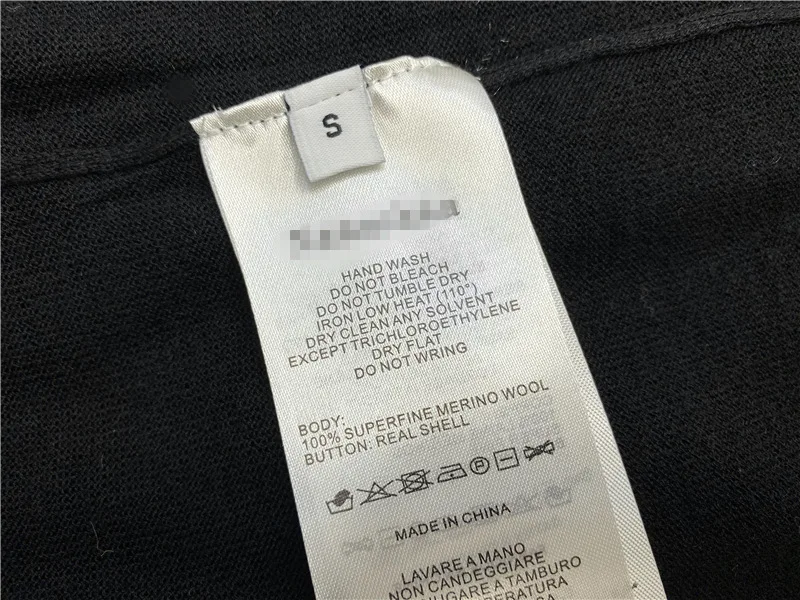 S
HAND WASH
DO NOT BLEACH
DO NOT TUMBLE DRY
IRON LOW HEAT (110°)
DRY CLEAN ANY SOLVENT
EXCEPT TRICHLOROETHYLENE
DRY FLAT
DO NOT WRING
BODY:
100% SUPERFINE MERINO WOOL
BUTTON: REAL SHELL
P
MADE IN CHINA
LAVARE A MANO
NON CANDEGGIARE
A TAMBURO